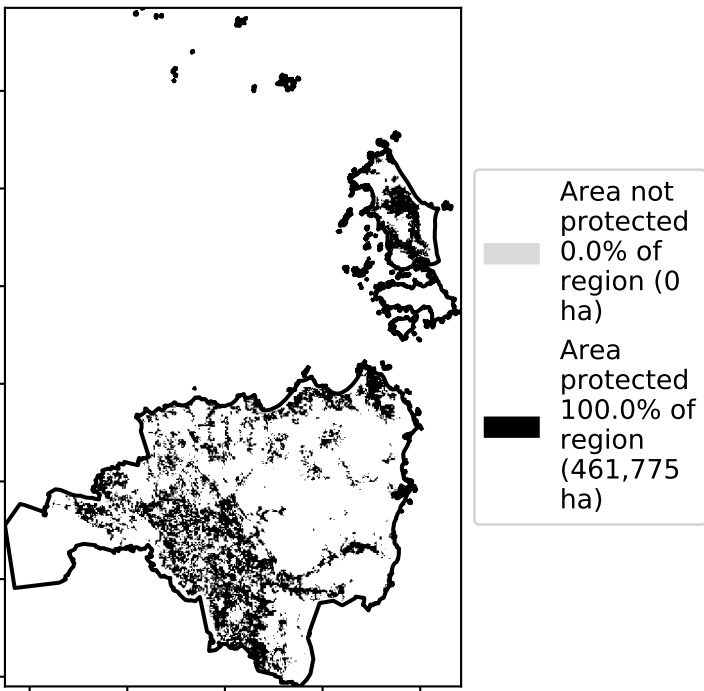 Area not
protected
0.0% of
region (0
ha)
Area
protected
100.0% of
region
(461,775
ha)